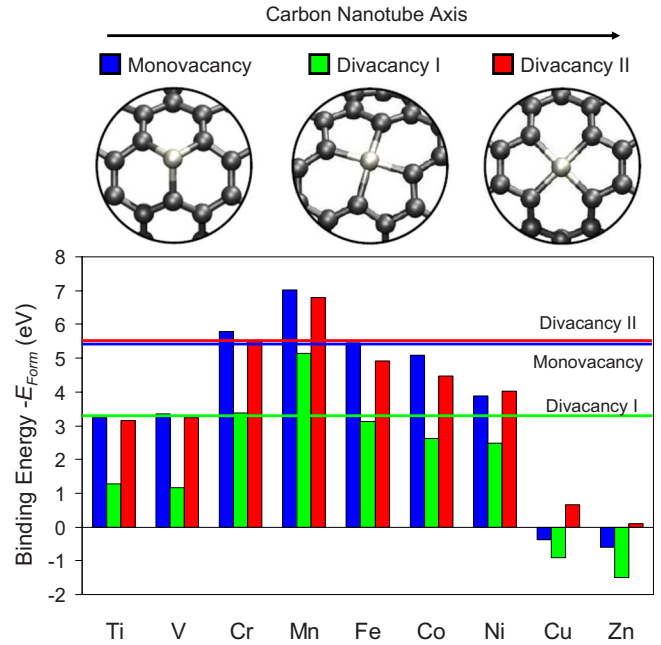 Carbon Nanotube Axis
Monovacancy Divacancy I Divacancy II
8
7
6
5
4
3
2
1
0
-1
-2
Binding Energy -E_Form (eV)
Divacancy II
Monovacancy
Divacancy I
Ti V Cr Mn Fe Co Ni Cu Zn